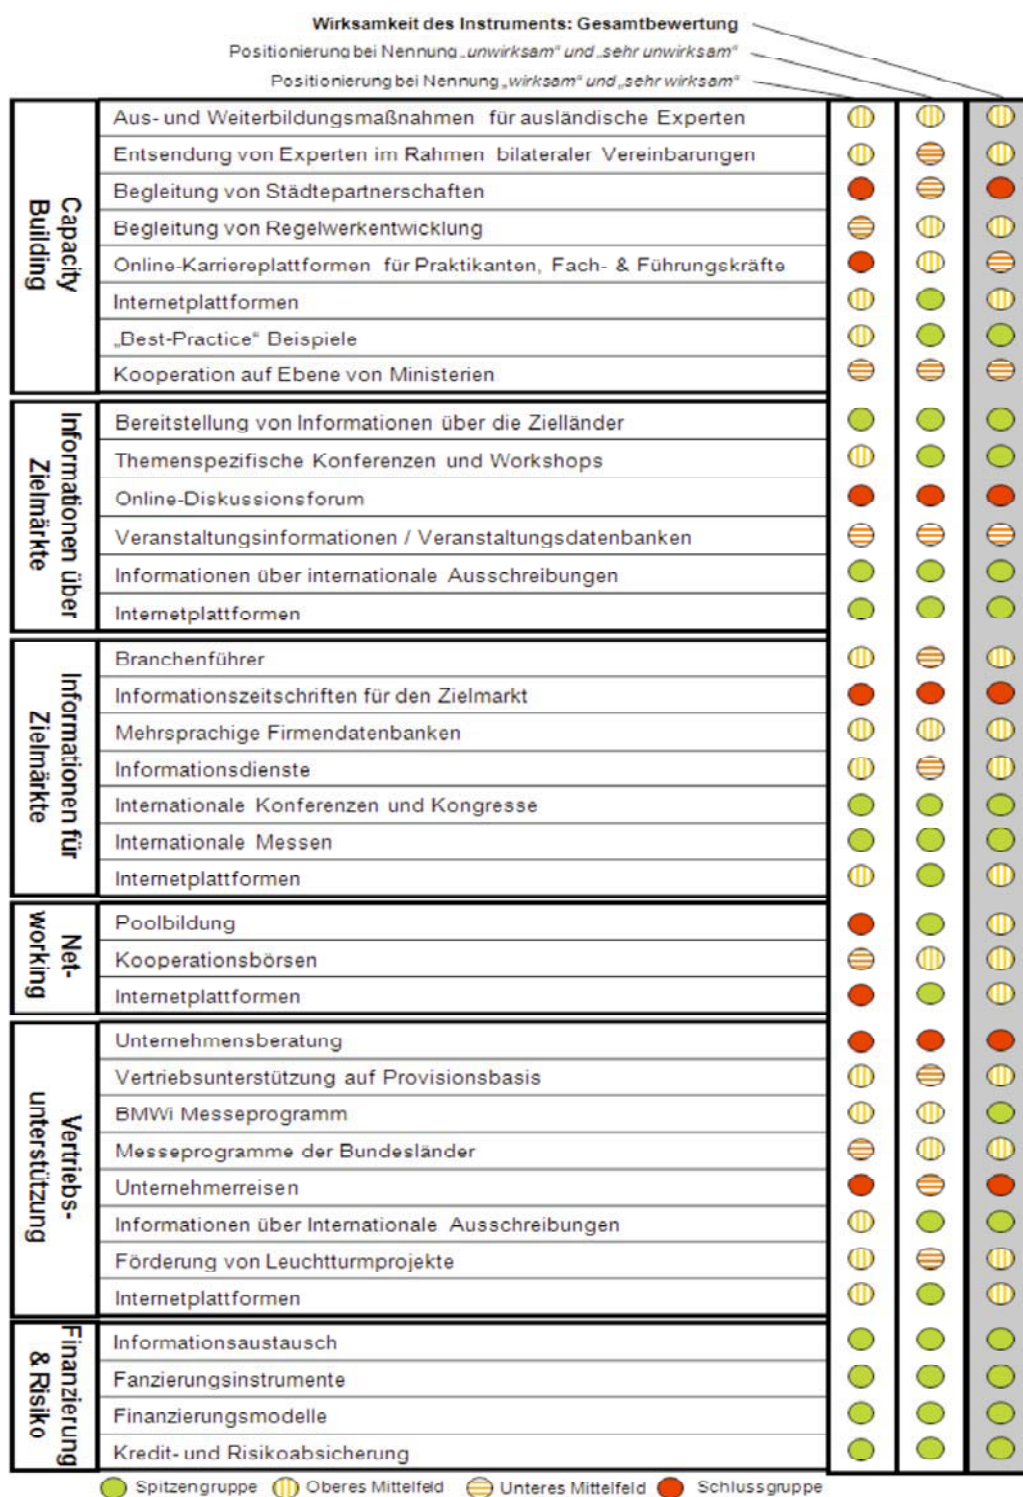 Wirksamkeit des Instruments: Gesamtbewertung
Positionierung bei Nennung „unwirksam“ und „sehr unwirksam“
Positionierung bei Nennung „wirksam“ und „sehr wirksam“
Capacity
Building
Aus- und Weiterbildungsmaßnahmen für ausländische Experten
Entsendung von Experten im Rahmen bilateraler Vereinbarungen
Begleitung von Städtepartnerschaften
Begleitung von Regelwerkentwicklung
Online-Karriereplattformen für Praktikanten, Fach- & Führungskräfte
Internetplattformen
„Best-Practice“ Beispiele
Kooperation auf Ebene von Ministerien
Informationen über
Zielmärkte
Bereitstellung von Informationen über die Zielländer
Themenspezifische Konferenzen und Workshops
Online-Diskussionsforum
Veranstaltungsinformationen / Veranstaltungsdatenbanken
Informationen über internationale Ausschreibungen
Internetplattformen
Informationen für
Zielmärkte
Branchenführer
Informationszeitschriften für den Zielmarkt
Mehrsprachige Firmendatenbanken
Informationsdienste
Internationale Konferenzen und Kongresse
Internationale Messen
Internetplattformen
Net-
working
Poolbildung
Kooperationsbörsen
Internetplattformen
Vertriebs-
unterstützung
Unternehmensberatung
Vertriebsunterstützung auf Provisionsbasis
BMWi Messeprogramm
Messeprogramme der Bundesländer
Unternehmerreisen
Informationen über Internationale Ausschreibungen
Förderung von Leuchtturmprojekte
Internetplattformen
Finanzierung
& Risiko
Informationsaustausch
Fanzierungsinstrumente
Finanzierungsmodelle
Kredit- und Risikoabsicherung
Spitzengruppe Oberes Mittelfeld Unteres Mittelfeld Schlussgruppe